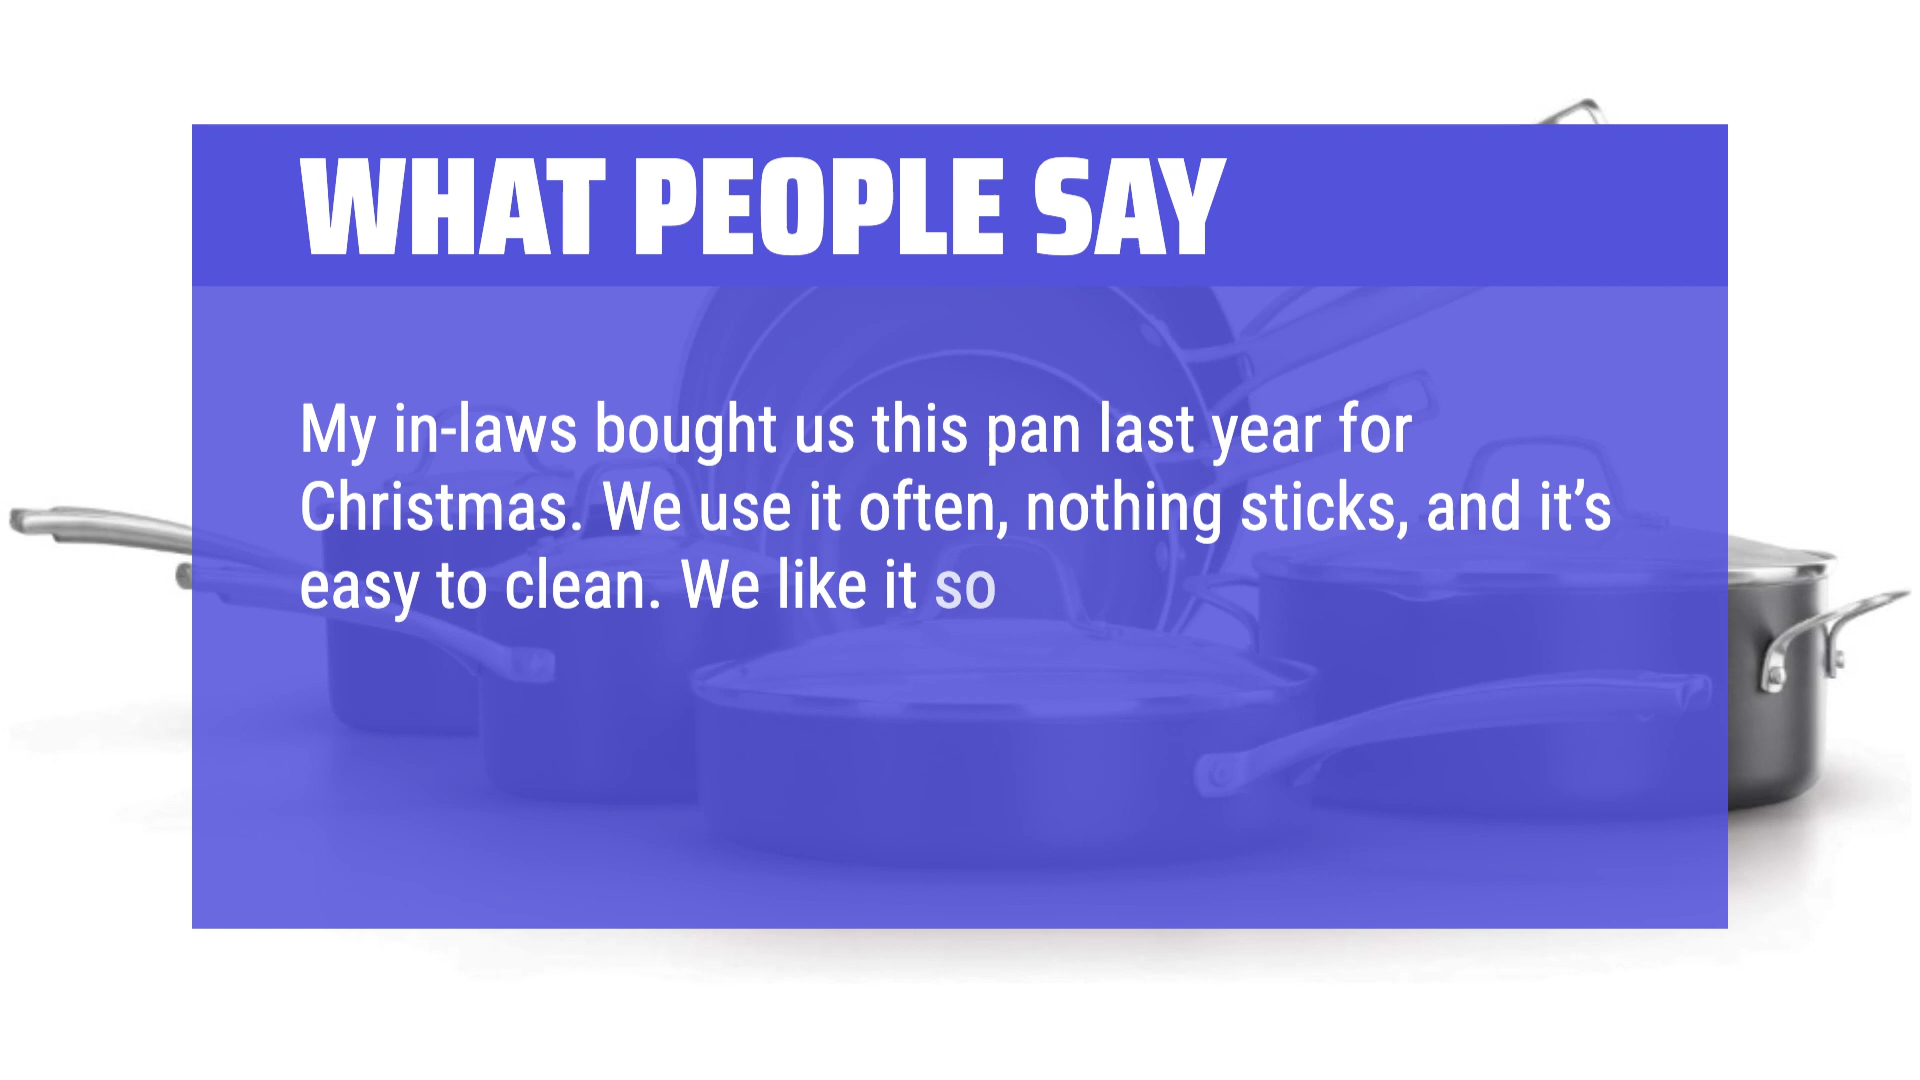 WHAT PEOPLE SAY
My in-laws bought us this pan last year for
Christmas. We use it often, nothing sticks, and it’s
easy to clean. We like it so